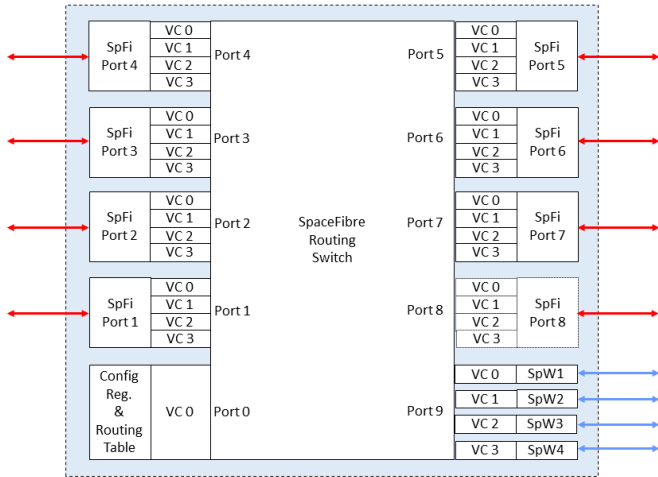 SpFi
Port 4
VC 0
VC 1
VC 2
VC 3
Port 4
SpFi
Port 3
VC 0
VC 1
VC 2
VC 3
Port 3
SpFi
Port 2
VC 0
VC 1
VC 2
VC 3
Port 2
SpFi
Port 1
VC 0
VC 1
VC 2
VC 3
Port 1
Config
Reg.
&
Routing
Table
VC 0
Port 0
SpaceFibre
Routing
Switch
Port 5
VC 0
VC 1
VC 2
VC 3
SpFi
Port 5
Port 6
VC 0
VC 1
VC 2
VC 3
SpFi
Port 6
Port 7
VC 0
VC 1
VC 2
VC 3
SpFi
Port 7
Port 8
VC 0
VC 1
VC 2
VC 3
SpFi
Port 8
Port 9
VC 0
SpW1
VC 1
SpW2
VC 2
SpW3
VC 3
SpW4